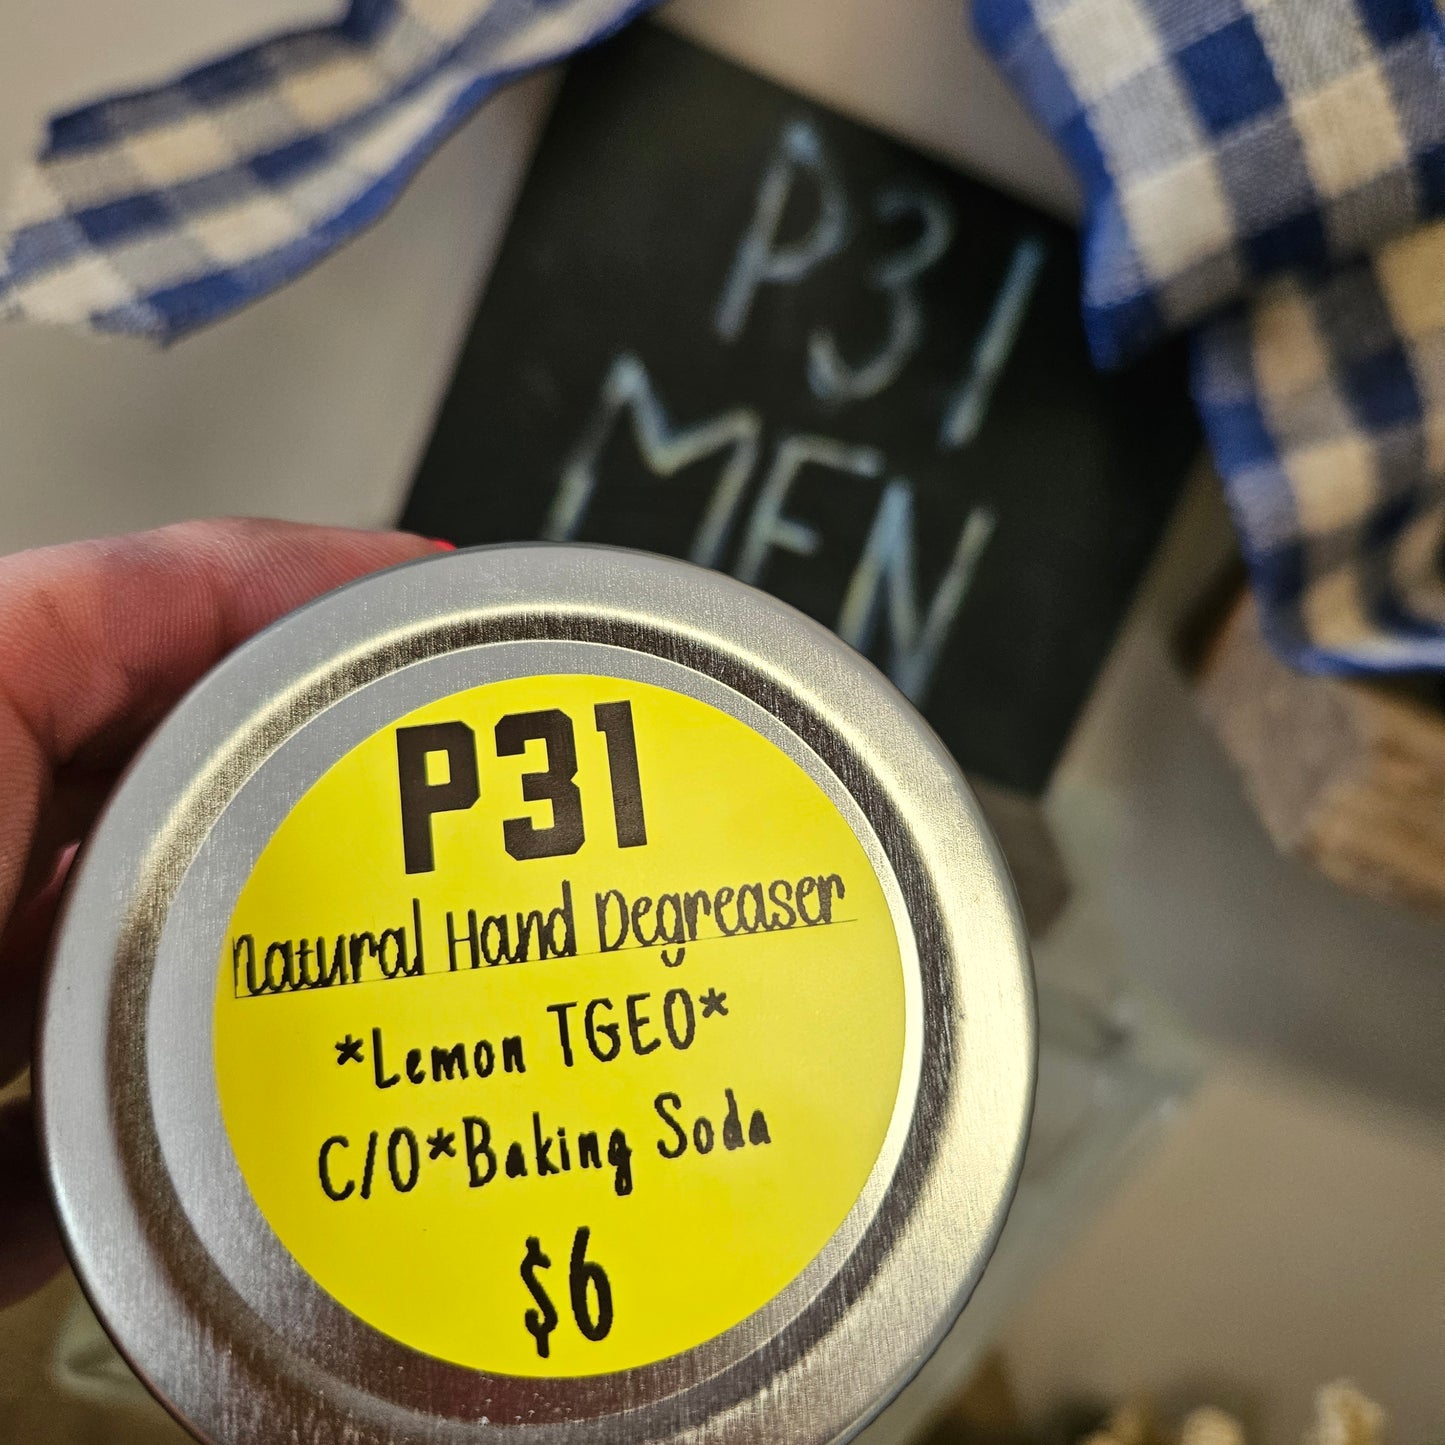 P31
MEN
P31
Natural Hand Degreaser
*Lemon TGEO*
C/O*Baking Soda
$6